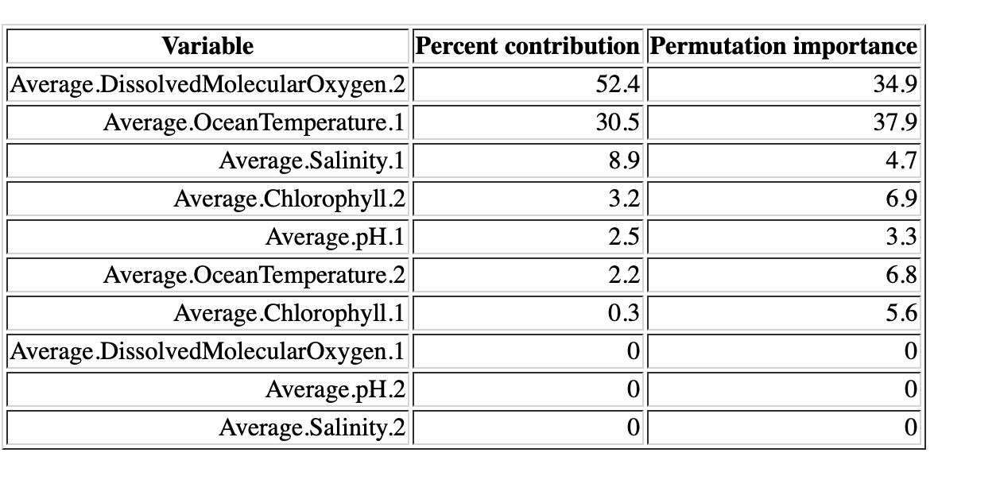 Variable Percent contribution Permutation importance
Average.DissolvedMolecularOxygen.2 52.4 34.9
Average.OceanTemperature.1 30.5 37.9
Average.Salinity.1 8.9 4.7
Average.Chlorophyll.2 3.2 6.9
Average.pH.1 2.5 3.3
Average.OceanTemperature.2 2.2 6.8
Average.Chlorophyll.1 0.3 5.6
Average.DissolvedMolecularOxygen.1 0 0
Average.pH.2 0 0
Average.Salinity.2 0 0